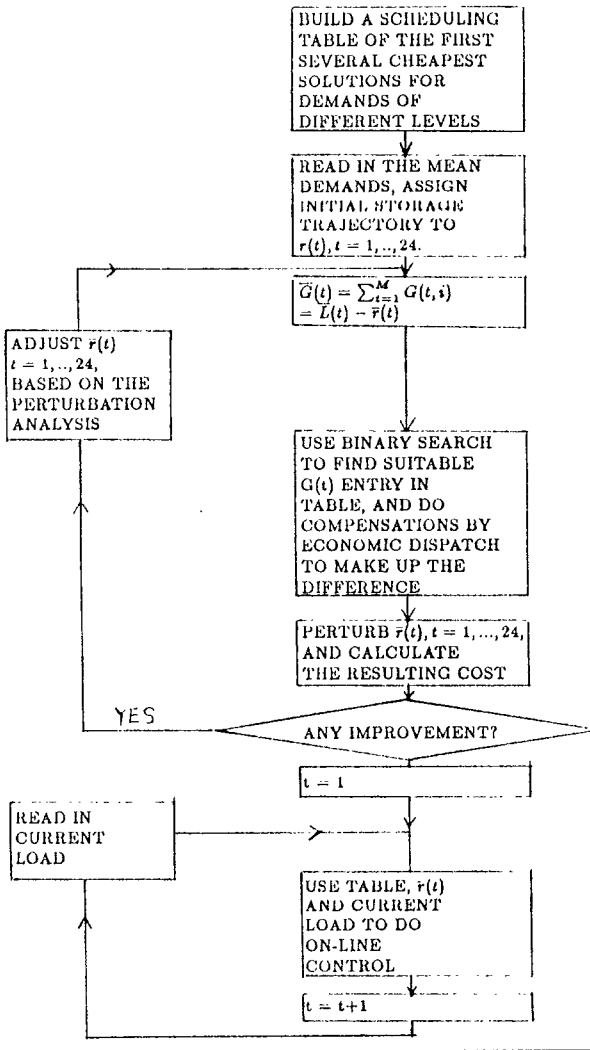 BUILD A SCHEDULING
TABLE OF THE FIRST
SEVERAL CHEAPEST
SOLUTIONS FOR
DEMANDS OF
DIFFERENT LEVELS
READ IN THE MEAN
DEMANDS, ASSIGN
INITIAL STORAGE
TRAJECTORY TO
r(t), t = 1, .., 24.
G̅(t) = ∑_{i=1}^{M} G(t, i)
= L̅(t) − r̅(t)
ADJUST r̅(t)
t = 1, .., 24,
BASED ON THE
PERTURBATION
ANALYSIS
USE BINARY SEARCH
TO FIND SUITABLE
G(t) ENTRY IN
TABLE, AND DO
COMPENSATIONS BY
ECONOMIC DISPATCH
TO MAKE UP THE
DIFFERENCE
PERTURB r̅(t), t = 1, ..., 24,
AND CALCULATE
THE RESULTING COST
YES
ANY IMPROVEMENT?
t = 1
READ IN
CURRENT
LOAD
USE TABLE, r̅(t)
AND CURRENT
LOAD TO DO
ON-LINE
CONTROL
t = t+1